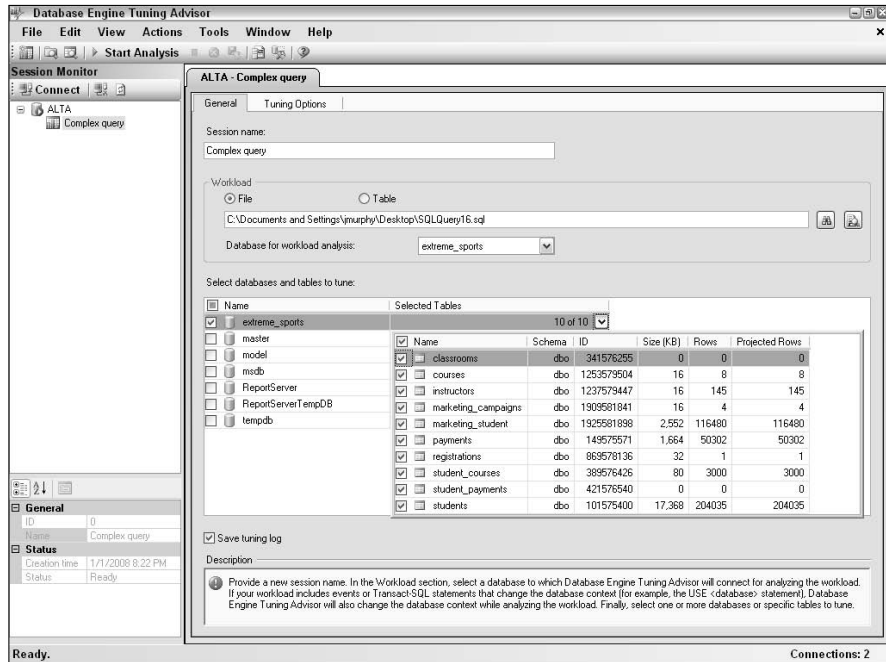 Database Engine Tuning Advisor
File Edit View Actions Tools Window Help
Start Analysis
Session Monitor
Connect
ALTA
Complex query
General
ID 0
Name Complex query
Status
Creation time 1/1/2008 8:22 PM
Status Ready
ALTA - Complex query
General Tuning Options
Session name:
Complex query
Workload
File Table
C:\Documents and Settings\jmurphy\Desktop\SQLQuery16.sql
Database for workload analysis: extreme_sports
Select databases and tables to tune:
Name Selected Tables
extreme_sports 10 of 10
master
model
msdb
ReportServer
ReportServerTempDB
tempdb
Name Schema ID Size (KB) Rows Projected Rows
classrooms dbo 341576255 0 0 0
courses dbo 1253579504 16 8 8
instructors dbo 1237579447 16 145 145
marketing_campaigns dbo 1909581841 16 4 4
marketing_student dbo 1925581898 2,552 116480 116480
payments dbo 149575571 1,664 50302 50302
registrations dbo 869578136 32 1 1
student_courses dbo 389576426 80 3000 3000
student_payments dbo 421576540 0 0 0
students dbo 101575400 17,368 204035 204035
Save tuning log
Description
Provide a new session name. In the Workload section, select a database to which Database Engine Tuning Advisor will connect for analyzing the workload.
If your workload includes events or Transact-SQL statements that change the database context (for example, the USE <database> statement), Database
Engine Tuning Advisor will also change the database context while analyzing the workload. Finally, select one or more databases or specific tables to tune.
Ready. Connections: 2